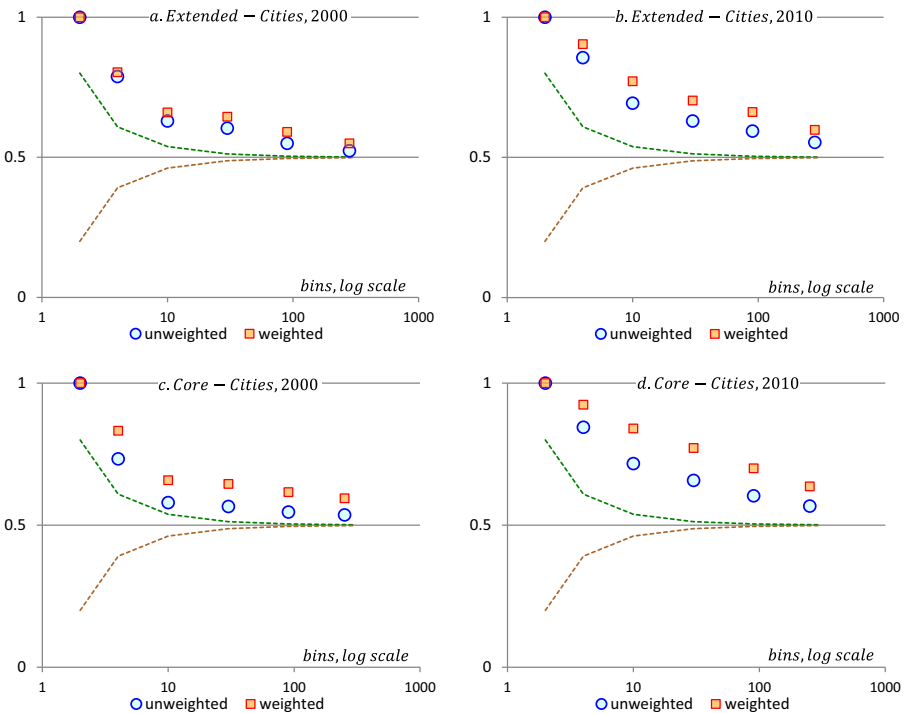 a. Extended − Cities, 2000
1
0.5
0
bins, log scale
1 10 100 1000
unweighted weighted
b. Extended − Cities, 2010
1
0.5
0
bins, log scale
1 10 100 1000
unweighted weighted
c. Core − Cities, 2000
1
0.5
0
bins, log scale
1 10 100 1000
unweighted weighted
d. Core − Cities, 2010
1
0.5
0
bins, log scale
1 10 100 1000
unweighted weighted